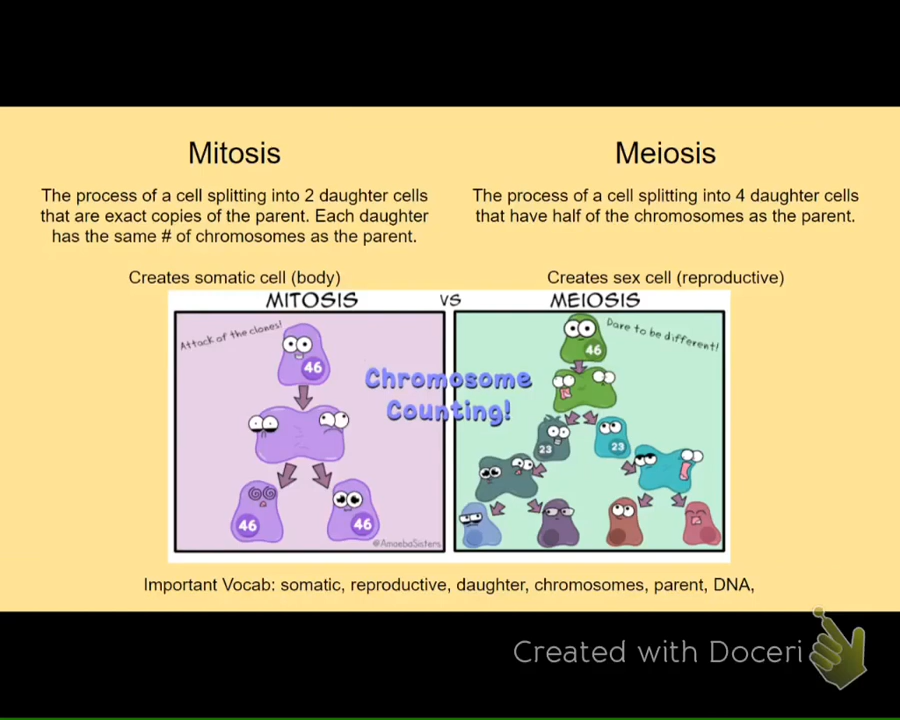 Mitosis
The process of a cell splitting into 2 daughter cells
that are exact copies of the parent. Each daughter
has the same # of chromosomes as the parent.
Creates somatic cell (body)
Meiosis
The process of a cell splitting into 4 daughter cells
that have half of the chromosomes as the parent.
Creates sex cell (reproductive)
MITOSIS VS MEIOSIS
Attack of the clones!
46
46
46
@AmoebaSisters
Chromosome
Counting!
Dare to be different!
46
23
23
Important Vocab: somatic, reproductive, daughter, chromosomes, parent, DNA,
Created with Doceri